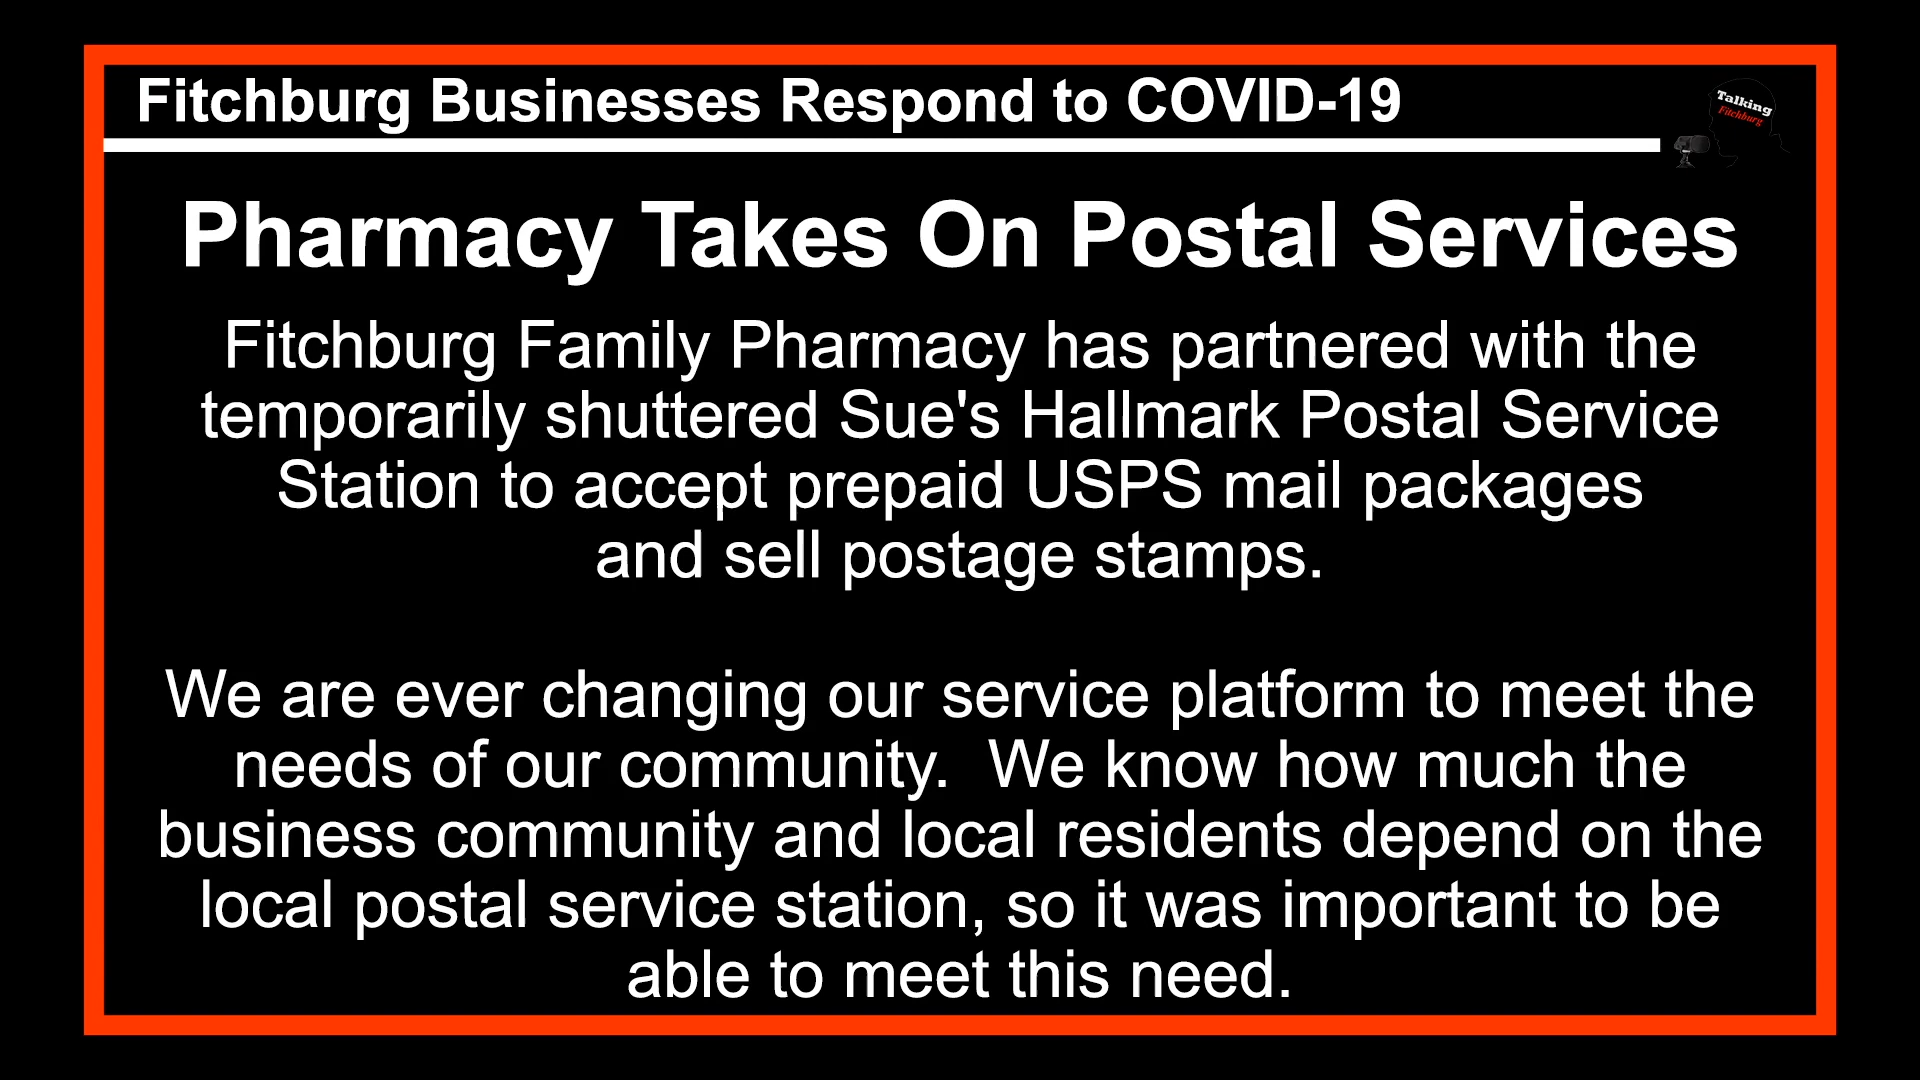 Fitchburg Businesses Respond to COVID-19
Talking
Fitchburg
Pharmacy Takes On Postal Services
Fitchburg Family Pharmacy has partnered with the
temporarily shuttered Sue's Hallmark Postal Service
Station to accept prepaid USPS mail packages
and sell postage stamps.
We are ever changing our service platform to meet the
needs of our community.  We know how much the
business community and local residents depend on the
local postal service station, so it was important to be
able to meet this need.